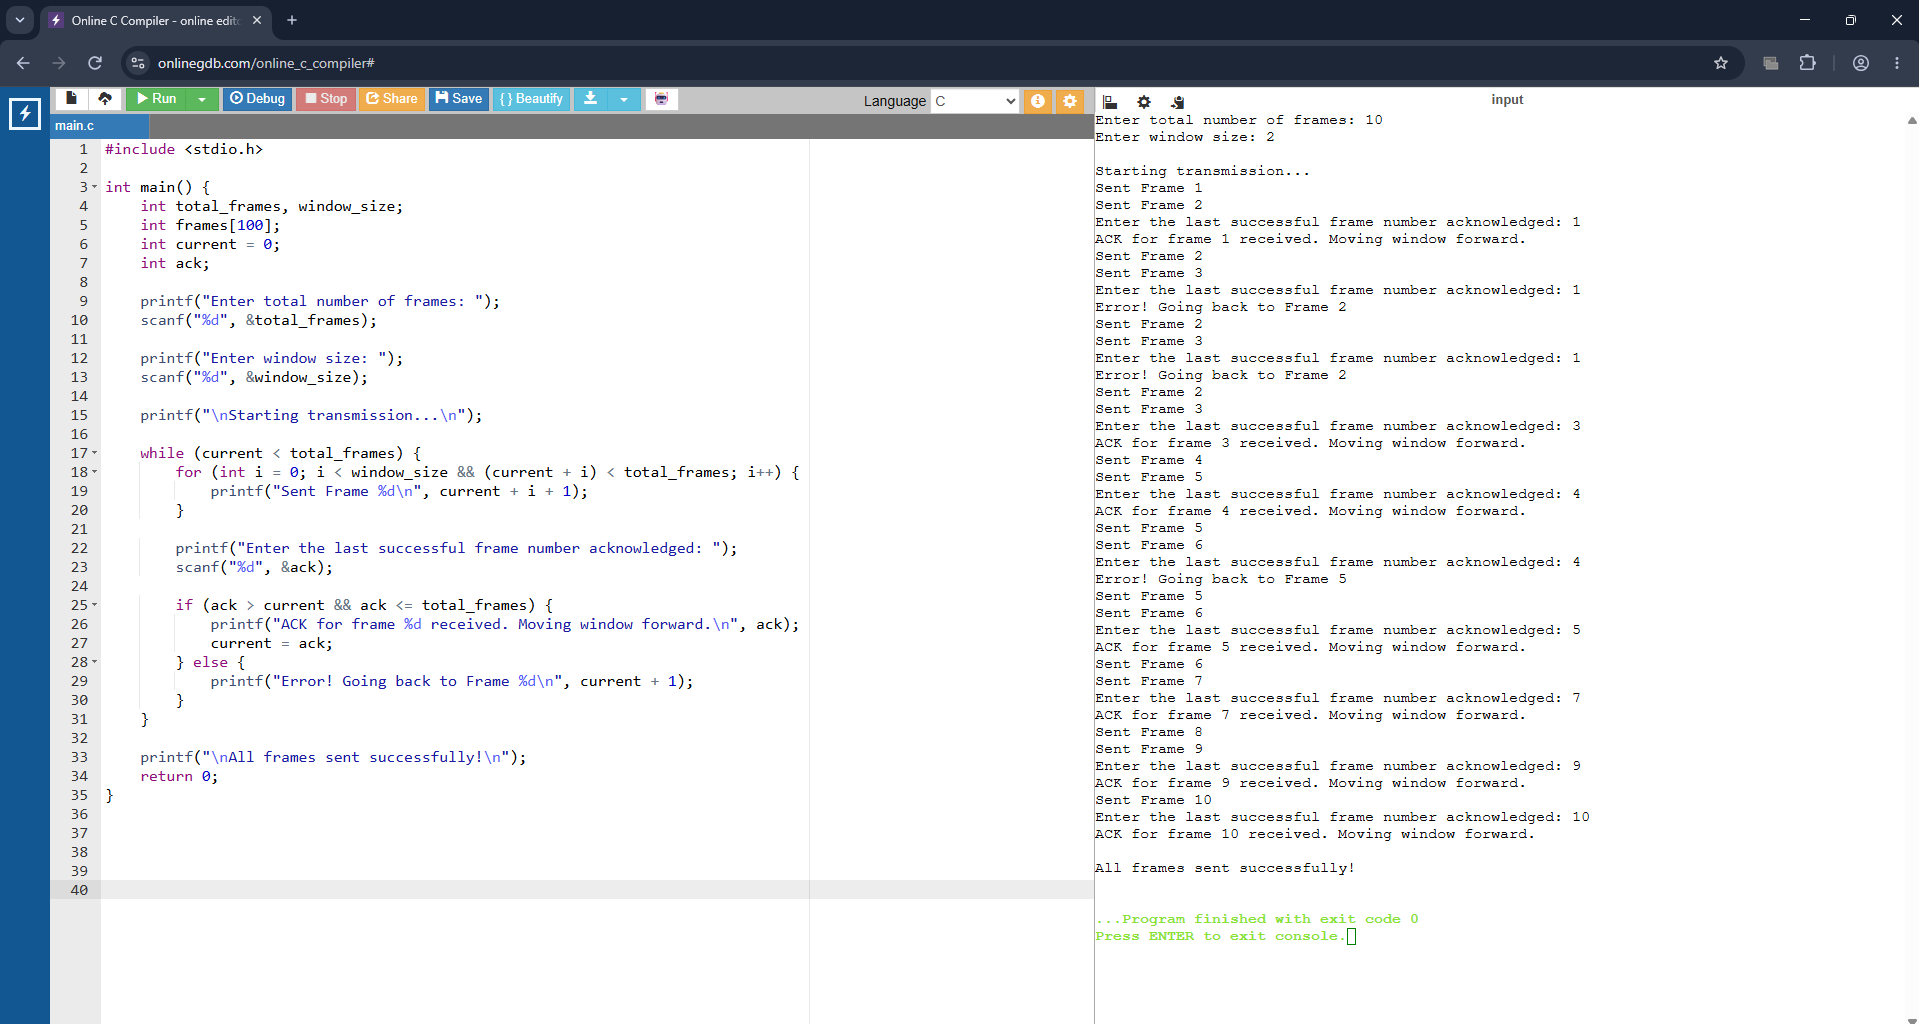 Online C Compiler - online edit
onlinegdb.com/online_c_compiler#
Run
Debug
Stop
Share
Save
{ } Beautify
Language C
input
main.c
1 #include <stdio.h>
2
3 int main() {
4     int total_frames, window_size;
5     int frames[100];
6     int current = 0;
7     int ack;
8
9     printf("Enter total number of frames: ");
10     scanf("%d", &total_frames);
11
12     printf("Enter window size: ");
13     scanf("%d", &window_size);
14
15     printf("\nStarting transmission...\n");
16
17     while (current < total_frames) {
18         for (int i = 0; i < window_size && (current + i) < total_frames; i++) {
19             printf("Sent Frame %d\n", current + i + 1);
20         }
21
22         printf("Enter the last successful frame number acknowledged: ");
23         scanf("%d", &ack);
24
25         if (ack > current && ack <= total_frames) {
26             printf("ACK for frame %d received. Moving window forward.\n", ack);
27             current = ack;
28         } else {
29             printf("Error! Going back to Frame %d\n", current + 1);
30         }
31     }
32
33     printf("\nAll frames sent successfully!\n");
34     return 0;
35 }
36
37
38
39
40
Enter total number of frames: 10
Enter window size: 2
Starting transmission...
Sent Frame 1
Sent Frame 2
Enter the last successful frame number acknowledged: 1
ACK for frame 1 received. Moving window forward.
Sent Frame 2
Sent Frame 3
Enter the last successful frame number acknowledged: 1
Error! Going back to Frame 2
Sent Frame 2
Sent Frame 3
Enter the last successful frame number acknowledged: 1
Error! Going back to Frame 2
Sent Frame 2
Sent Frame 3
Enter the last successful frame number acknowledged: 3
ACK for frame 3 received. Moving window forward.
Sent Frame 4
Sent Frame 5
Enter the last successful frame number acknowledged: 4
ACK for frame 4 received. Moving window forward.
Sent Frame 5
Sent Frame 6
Enter the last successful frame number acknowledged: 4
Error! Going back to Frame 5
Sent Frame 5
Sent Frame 6
Enter the last successful frame number acknowledged: 5
ACK for frame 5 received. Moving window forward.
Sent Frame 6
Sent Frame 7
Enter the last successful frame number acknowledged: 7
ACK for frame 7 received. Moving window forward.
Sent Frame 8
Sent Frame 9
Enter the last successful frame number acknowledged: 9
ACK for frame 9 received. Moving window forward.
Sent Frame 10
Enter the last successful frame number acknowledged: 10
ACK for frame 10 received. Moving window forward.
All frames sent successfully!
...Program finished with exit code 0
Press ENTER to exit console.